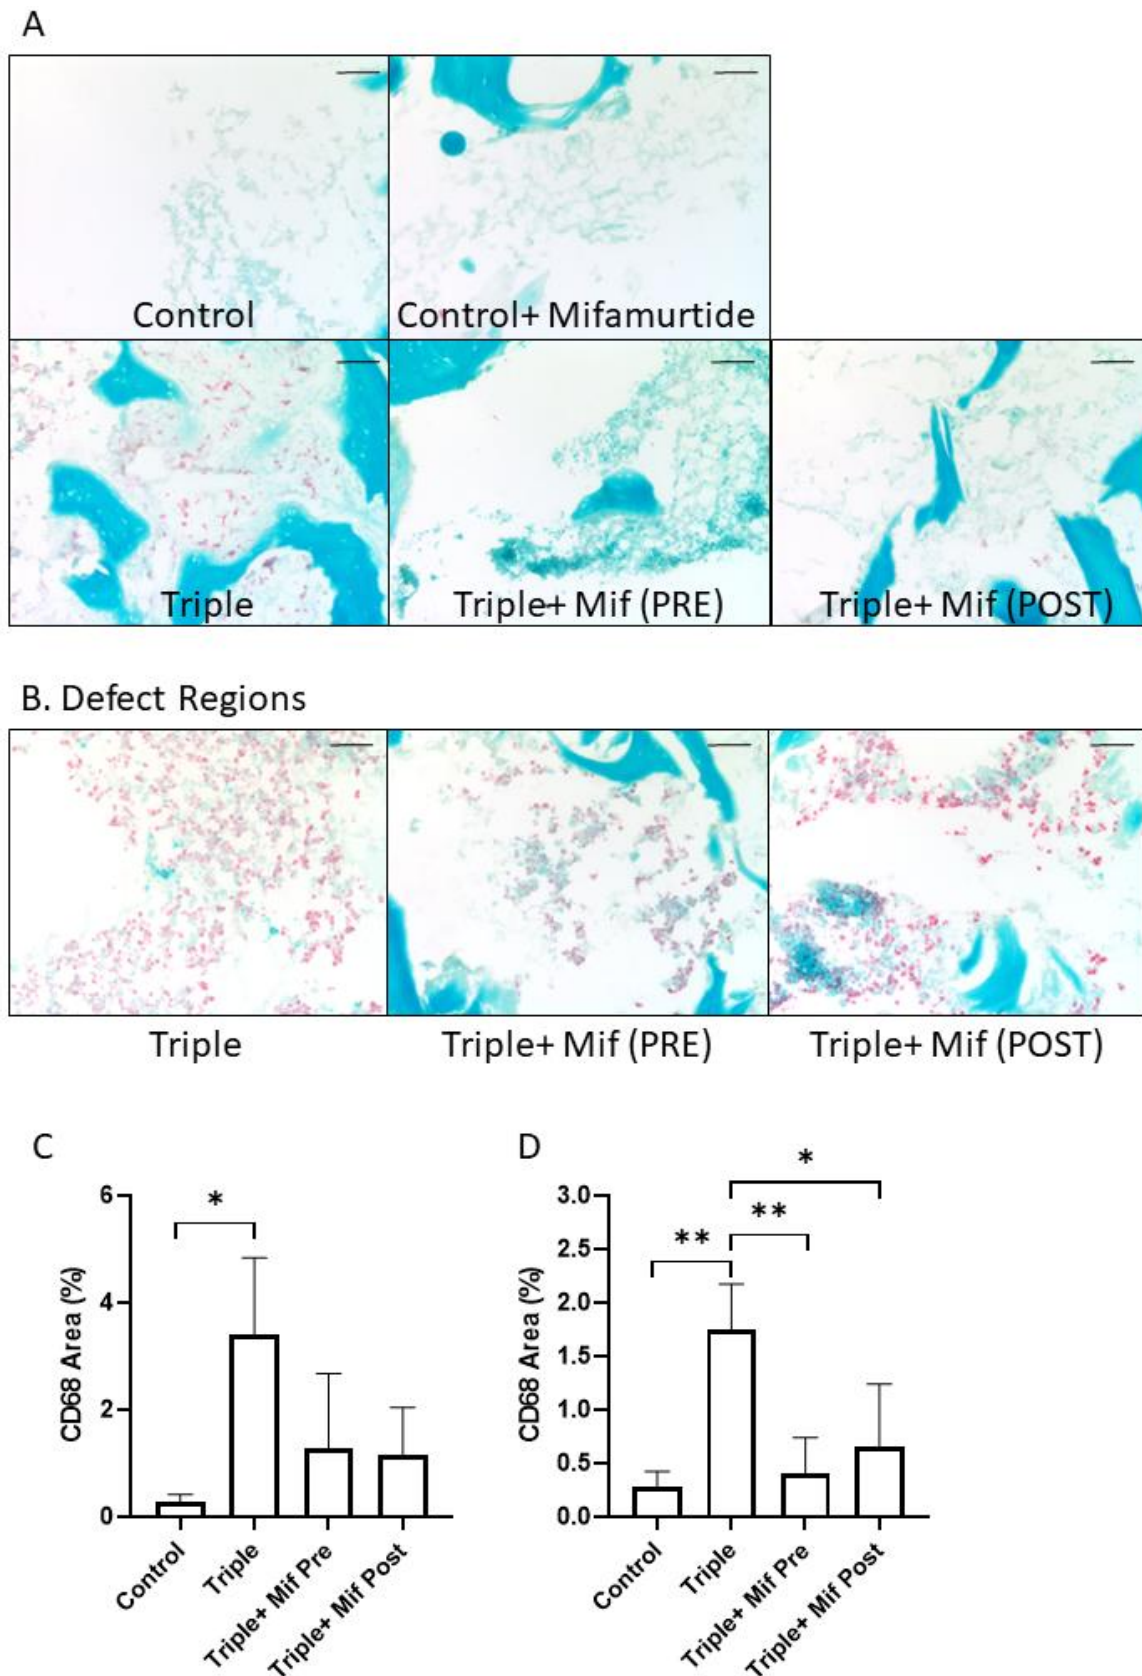 A
Control
Control+ Mifamurtide
Triple
Triple+ Mif (PRE)
Triple+ Mif (POST)
B. Defect Regions
Triple
Triple+ Mif (PRE)
Triple+ Mif (POST)
C
*
6
4
2
0
CD68 Area (%)
Control
Triple
Triple+ Mif Pre
Triple+ Mif Post
D
*
**
**
3.0
2.5
2.0
1.5
1.0
0.5
0.0
CD68 Area (%)
Control
Triple
Triple+ Mif Pre
Triple+ Mif Post